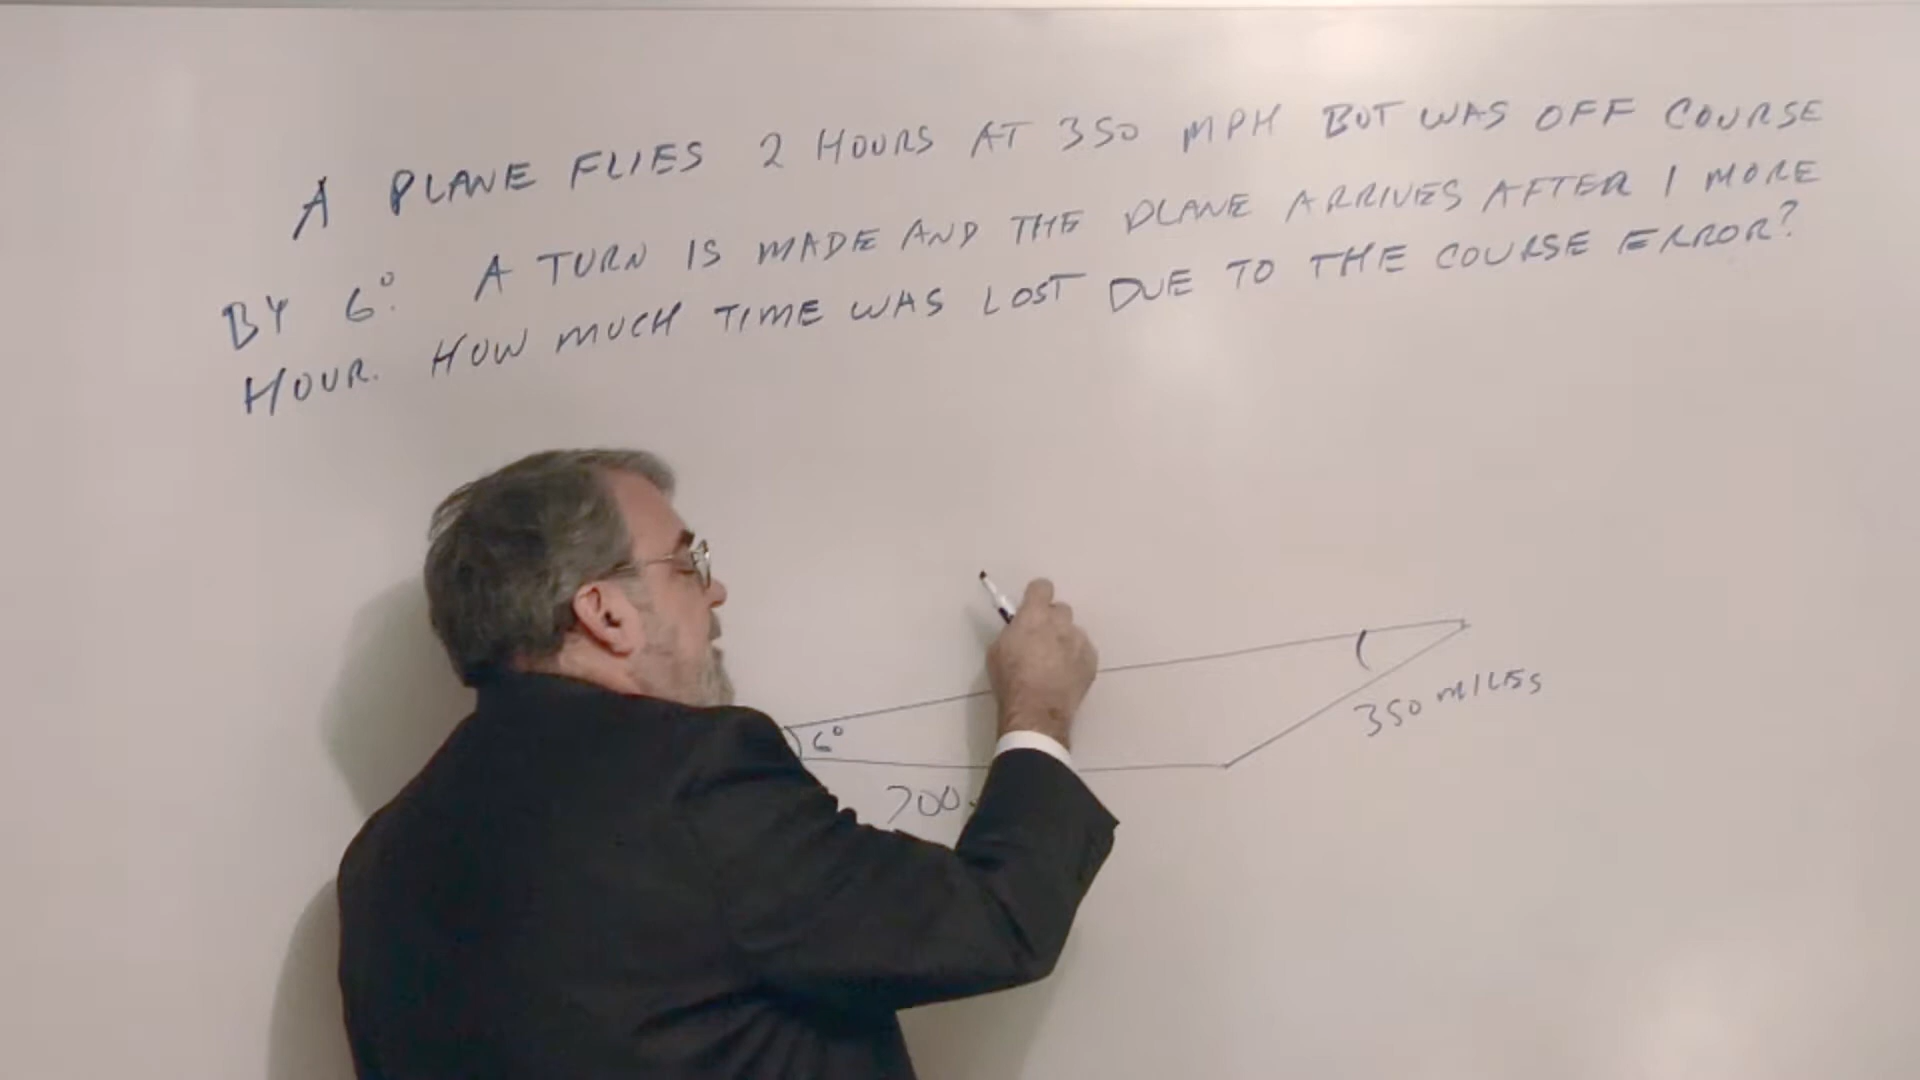 A PLANE FLIES 2 HOURS AT 350 MPH BUT WAS OFF COURSE
BY 6°. A TURN IS MADE AND THE PLANE ARRIVES AFTER 1 MORE
HOUR. HOW MUCH TIME WAS LOST DUE TO THE COURSE ERROR?
6°
350 MILES
700